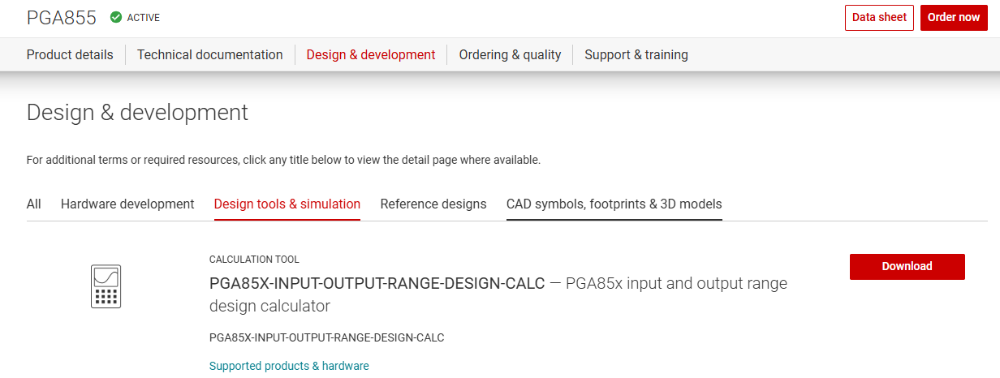 PGA855 ACTIVE Data sheet Order now
Product details Technical documentation Design & development Ordering & quality Support & training
Design & development
For additional terms or required resources, click any title below to view the detail page where available.
All Hardware development Design tools & simulation Reference designs CAD symbols, footprints & 3D models
CALCULATION TOOL
Download
PGA85X-INPUT-OUTPUT-RANGE-DESIGN-CALC — PGA85x input and output range
design calculator
PGA85X-INPUT-OUTPUT-RANGE-DESIGN-CALC
Supported products & hardware